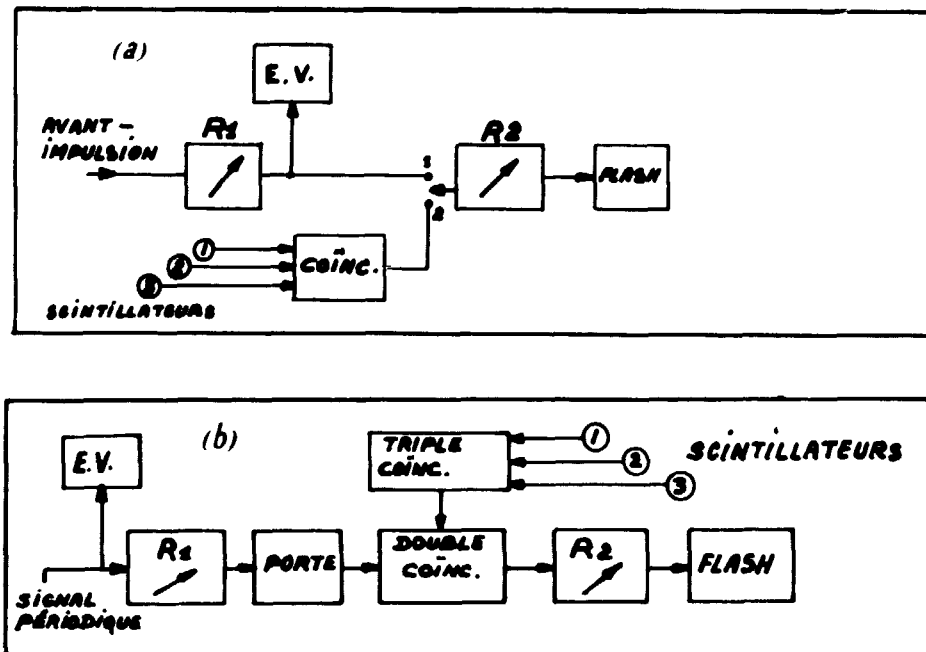 (a)
E.V.
AVANT-
IMPULSIÓN
R1
R2
1
2
FLASH
①
②
③
COÏNC.
SCINTILLATEURS
(b)
E.V.
TRIPLE
COÏNC.
①
②
③
SCINTILLATEURS
R1
PORTE
DOUBLE
COÏNC.
R2
FLASH
SIGNAL
PÉRIODIQUE